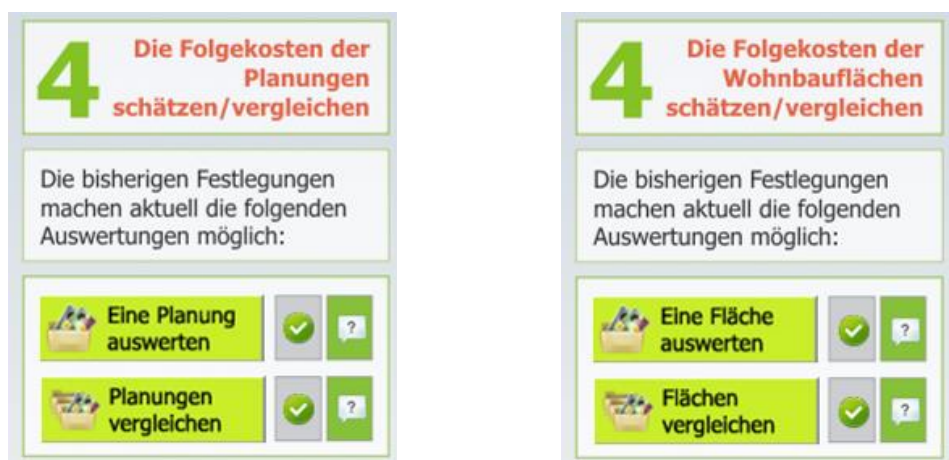 4
Die Folgekosten der
Planungen
schätzen/vergleichen
Die bisherigen Festlegungen
machen aktuell die folgenden
Auswertungen möglich:
Eine Planung
auswerten
?
Planungen
vergleichen
?
4
Die Folgekosten der
Wohnbauflächen
schätzen/vergleichen
Die bisherigen Festlegungen
machen aktuell die folgenden
Auswertungen möglich:
Eine Fläche
auswerten
?
Flächen
vergleichen
?